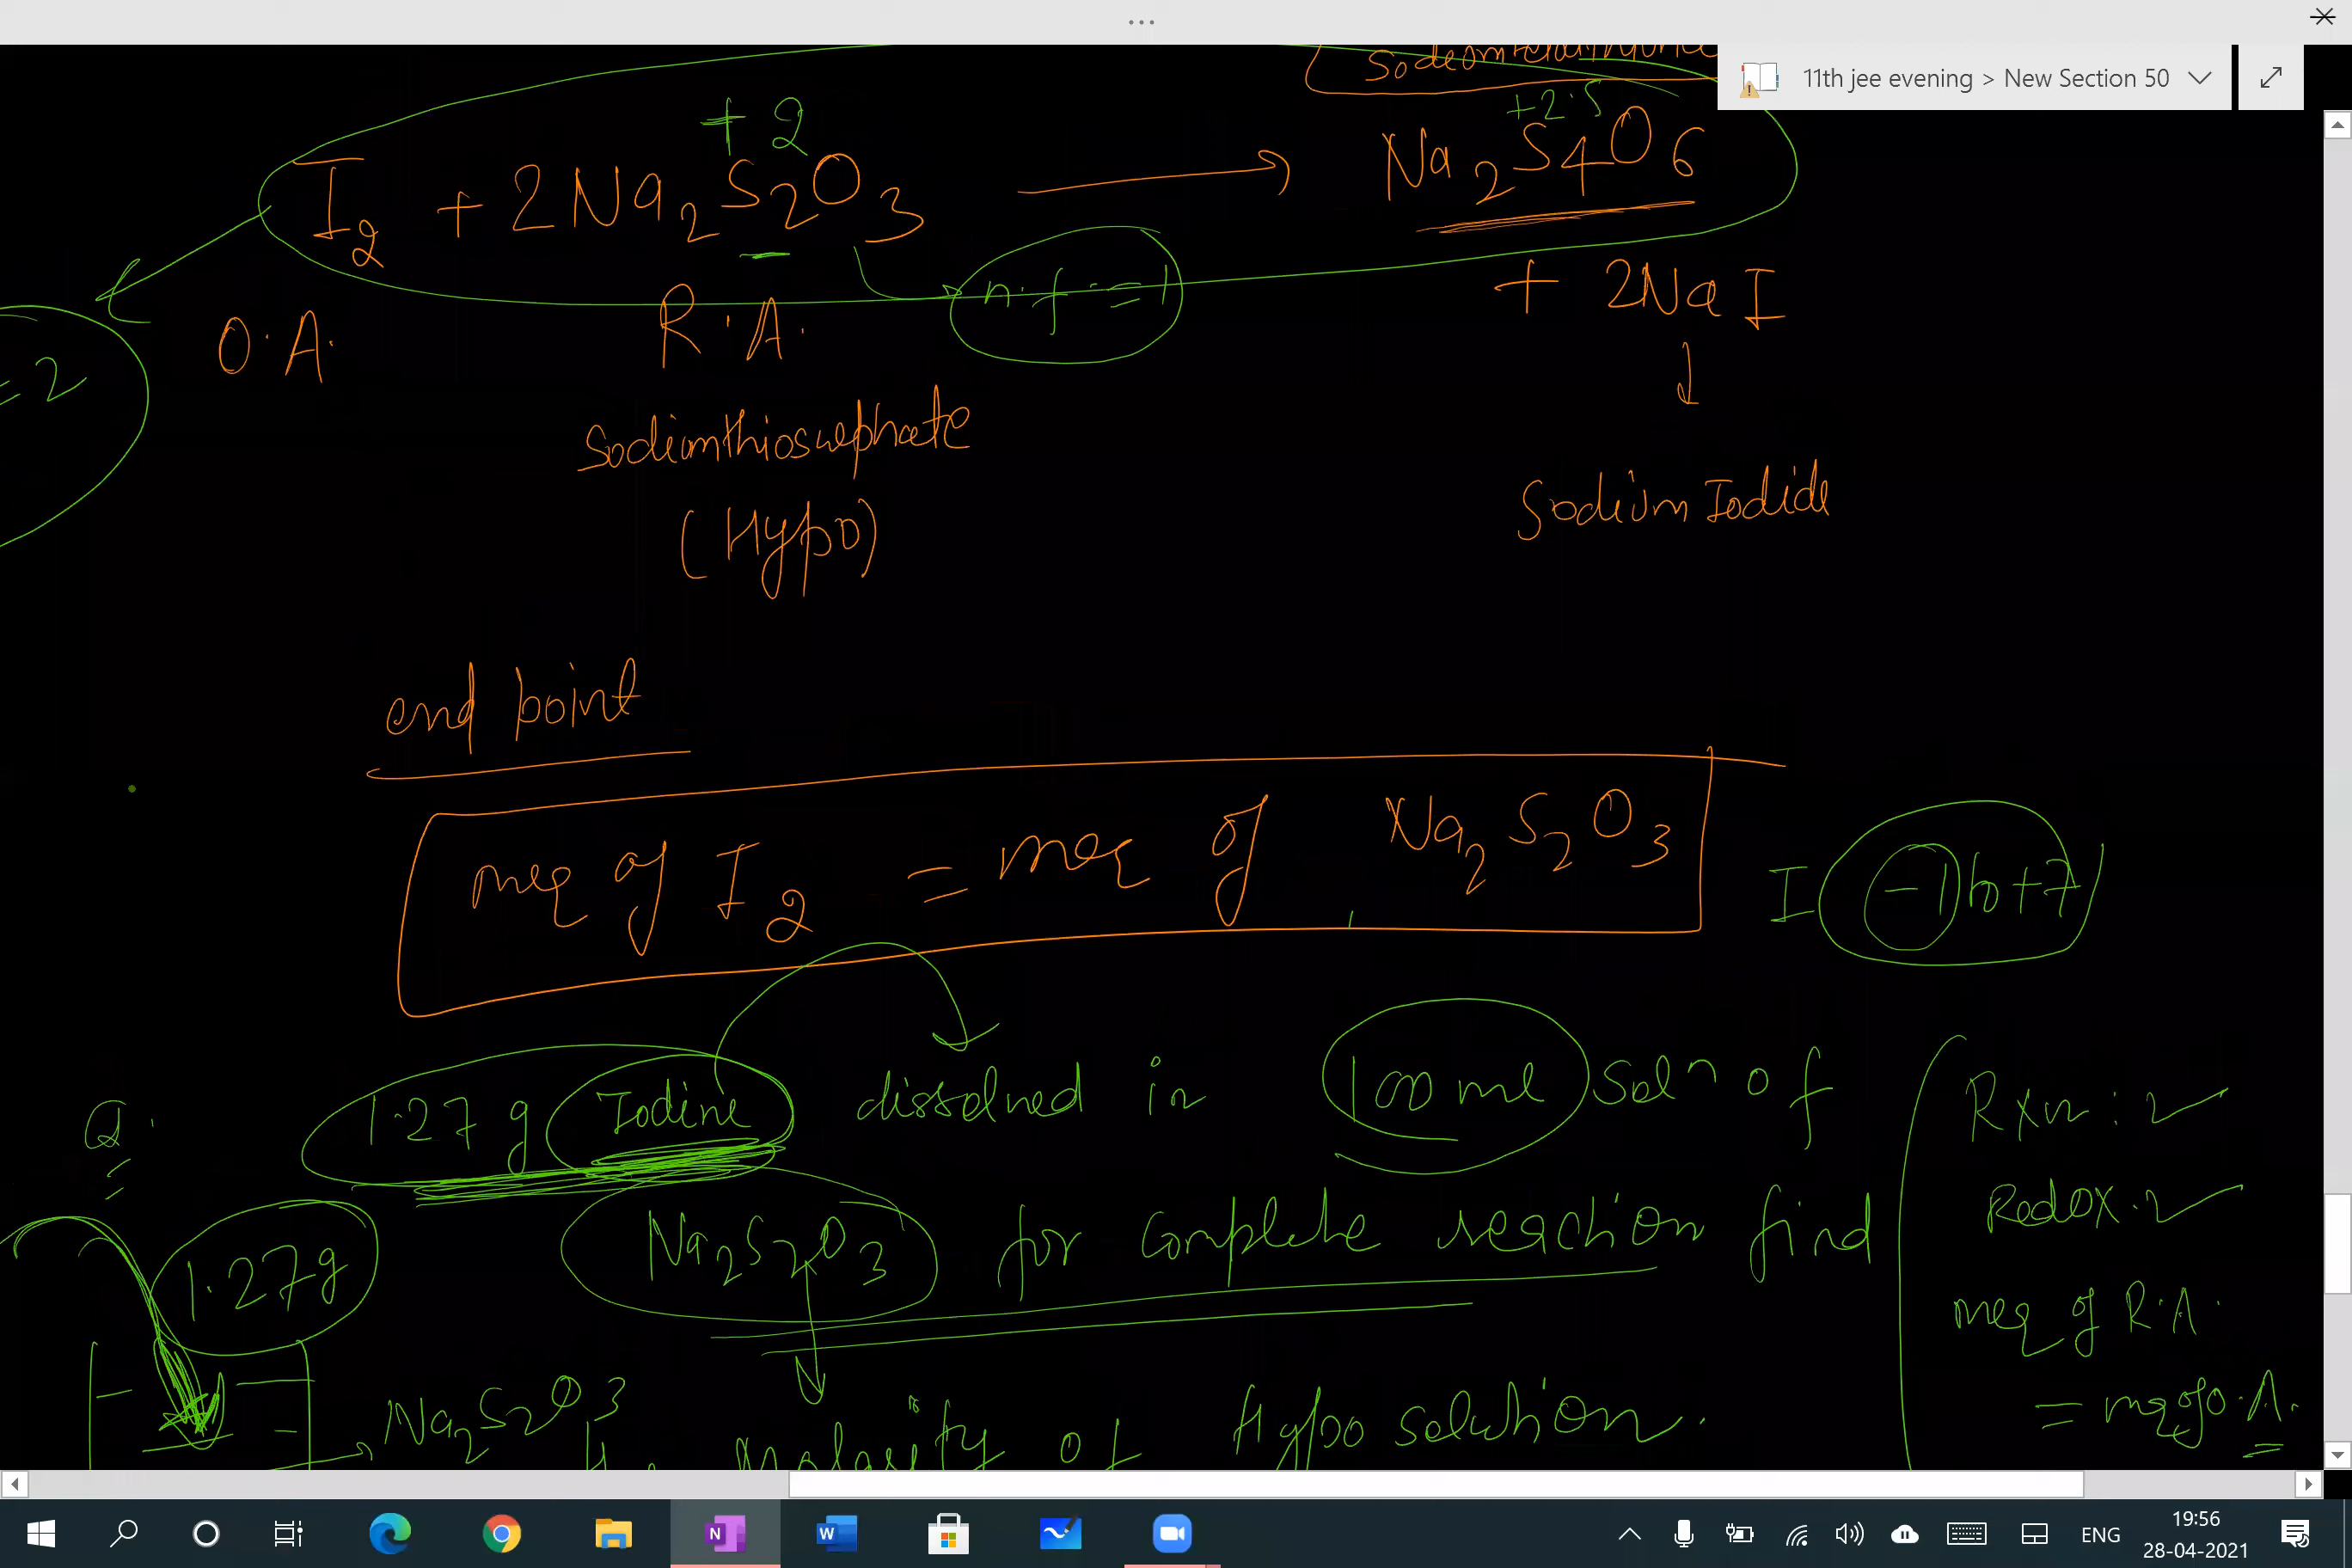 11th jee evening > New Section 50
+2
+2.5
I2 + 2Na2S2O3 → Na2S4O6
n.f. = 1
+ 2NaI
= 2
O.A.
R.A.
Sodiumthiosulphate
(Hypo)
Sodium Iodide
end point
meq of I2 = meq of Na2S2O3
I -1 to +7
Q. 1.27 g Iodine dissolved in 100 ml Solⁿ of
Na2S2O3 for Complete reaction find
1.27g
Na2S2O3
molarity of Hypo solution.
Rxn:
Redox.
meq of R.A.
= meq of O.A.
ENG
19:56
28-04-2021